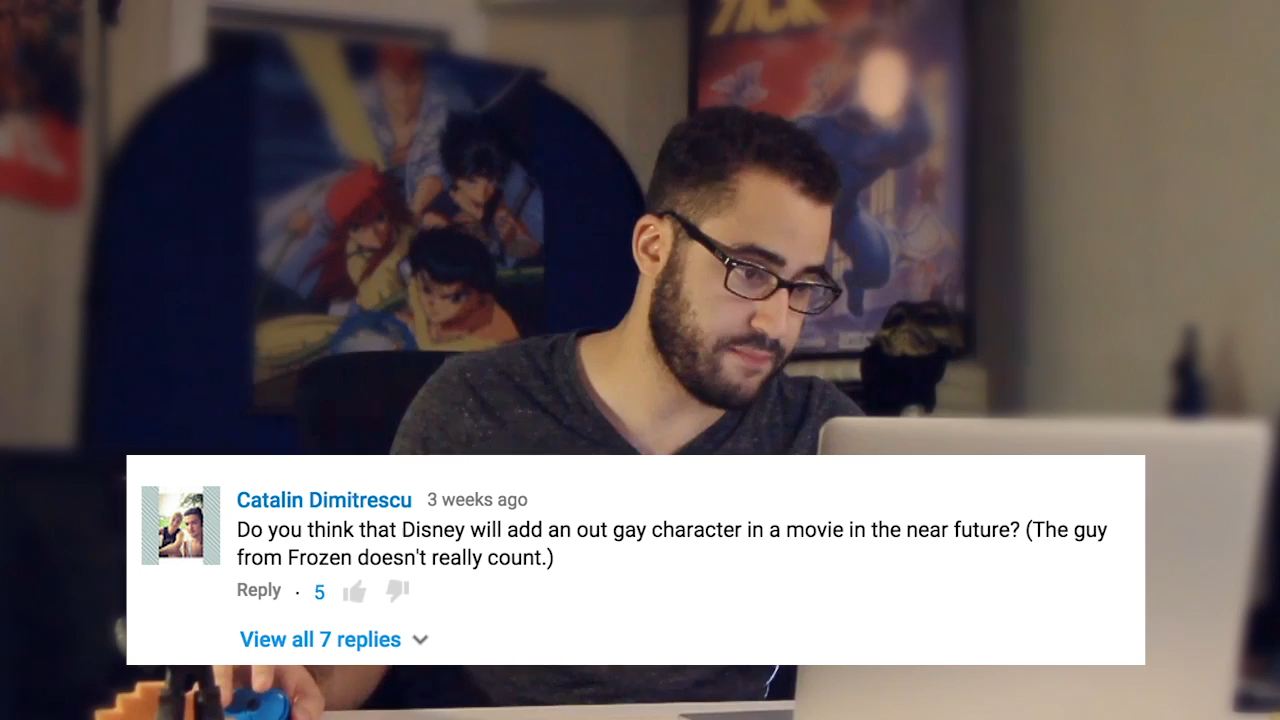 TICK
Catalin Dimitrescu 3 weeks ago
Do you think that Disney will add an out gay character in a movie in the near future? (The guy
from Frozen doesn't really count.)
Reply · 5
View all 7 replies